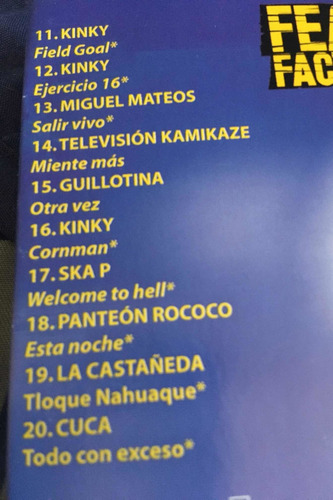 11. KINKY
Field Goal*
12. KINKY
Ejercicio 16*
13. MIGUEL MATEOS
Salir vivo*
14. TELEVISIÓN KAMIKAZE
Miente más
15. GUILLOTINA
Otra vez
16. KINKY
Cornman*
17. SKA P
Welcome to hell*
18. PANTEÓN ROCOCO
Esta noche*
19. LA CASTAÑEDA
Tloque Nahuaque*
20. CUCA
Todo con exceso*
FEA
FAC